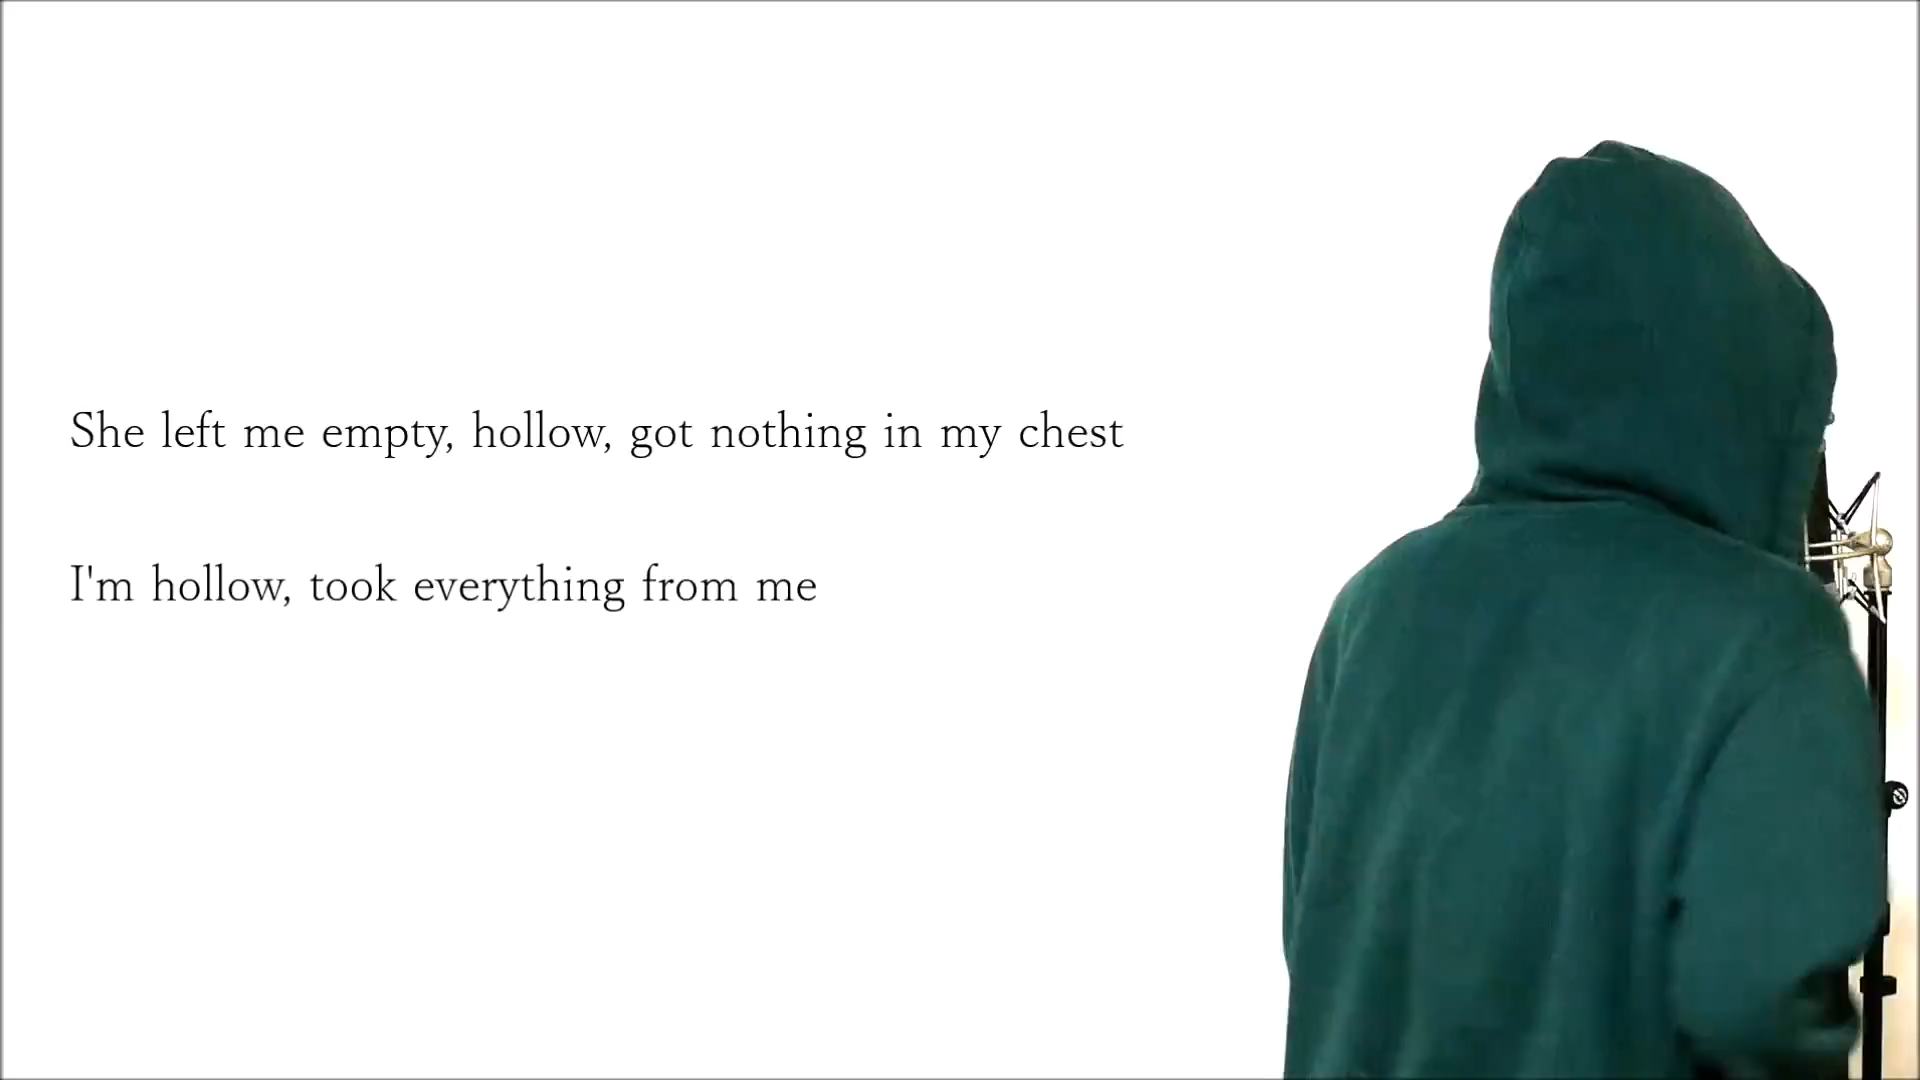 She left me empty, hollow, got nothing in my chest
I'm hollow, took everything from me